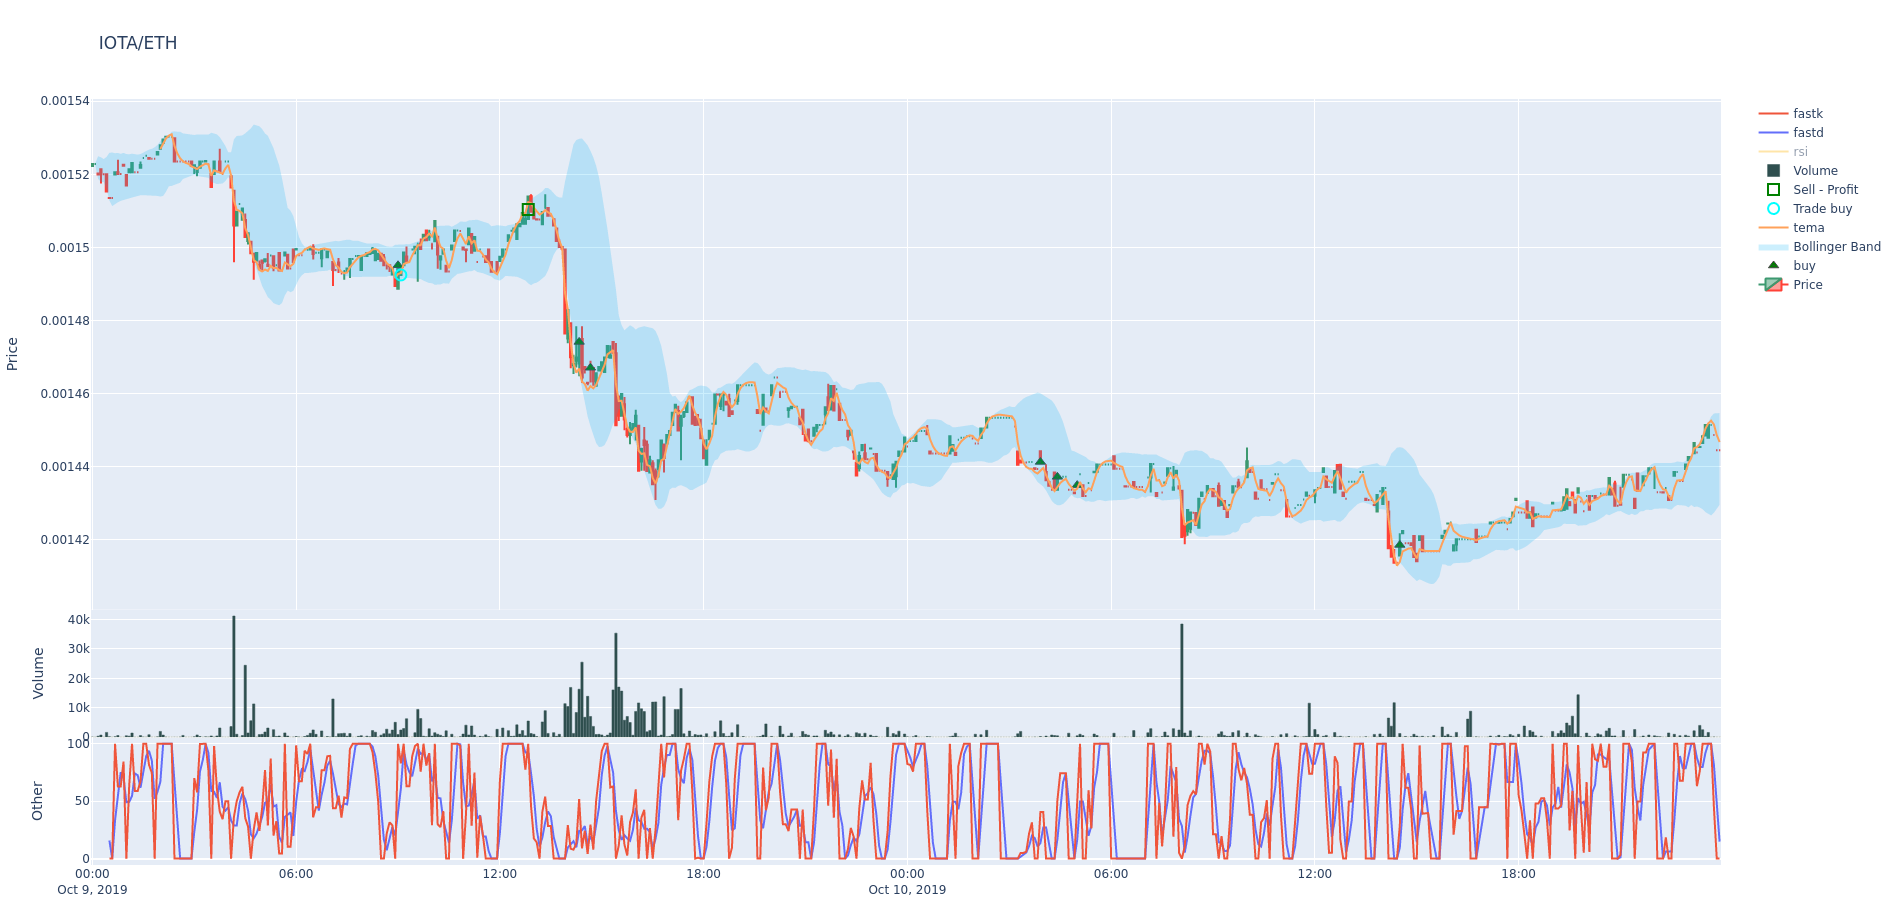 IOTA/ETH
0.00154
0.00152
0.0015
0.00148
0.00146
0.00144
0.00142
Price
40k
30k
20k
10k
0
Volume
100
50
0
Other
00:00
Oct 9, 2019
06:00
12:00
18:00
00:00
Oct 10, 2019
06:00
12:00
18:00
fastk
fastd
rsi
Volume
Sell - Profit
Trade buy
tema
Bollinger Band
buy
Price